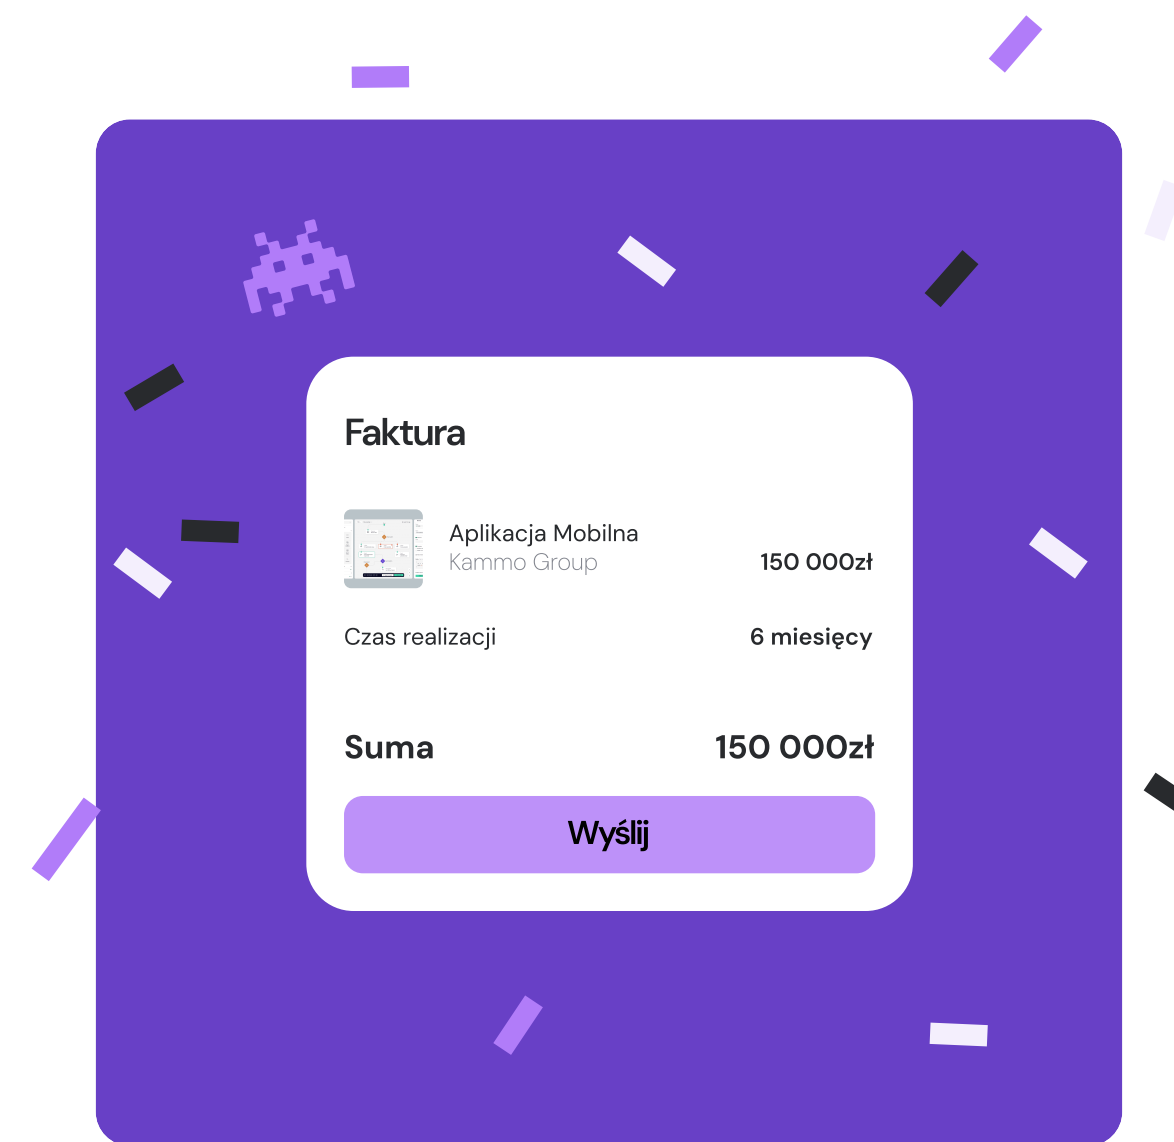 Faktura
Aplikacja Mobilna
Kammo Group
150 000zł
Czas realizacji
6 miesięcy
Suma
150 000zł
Wyślij